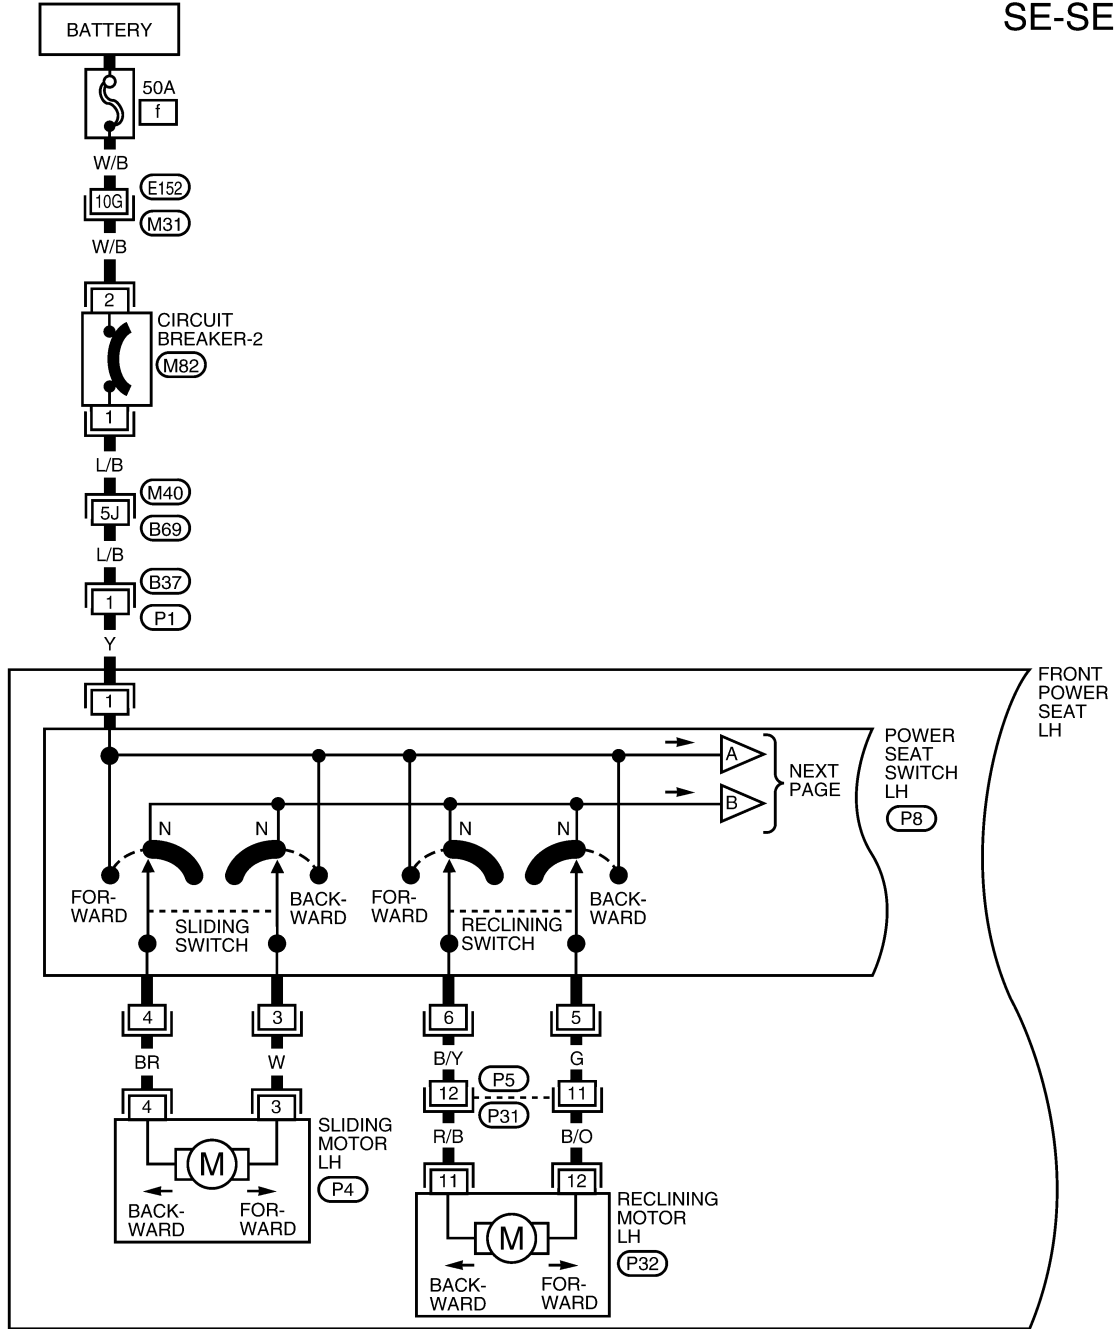 SE-SE
BATTERY
50A
f
W/B
10G
E152
M31
W/B
2
CIRCUIT
BREAKER-2
M82
1
L/B
5J
M40
B69
L/B
1
B37
P1
Y
1
FRONT
POWER
SEAT
LH
POWER
SEAT
SWITCH
LH
P8
A
B
NEXT
PAGE
N
N
N
N
FOR-
WARD
BACK-
WARD
FOR-
WARD
BACK-
WARD
SLIDING
SWITCH
RECLINING
SWITCH
4
3
6
5
BR
W
B/Y
G
12
P5
P31
11
4
3
R/B
B/O
SLIDING
MOTOR
LH
P4
M
BACK-
WARD
FOR-
WARD
11
12
RECLINING
MOTOR
LH
P32
M
BACK-
WARD
FOR-
WARD